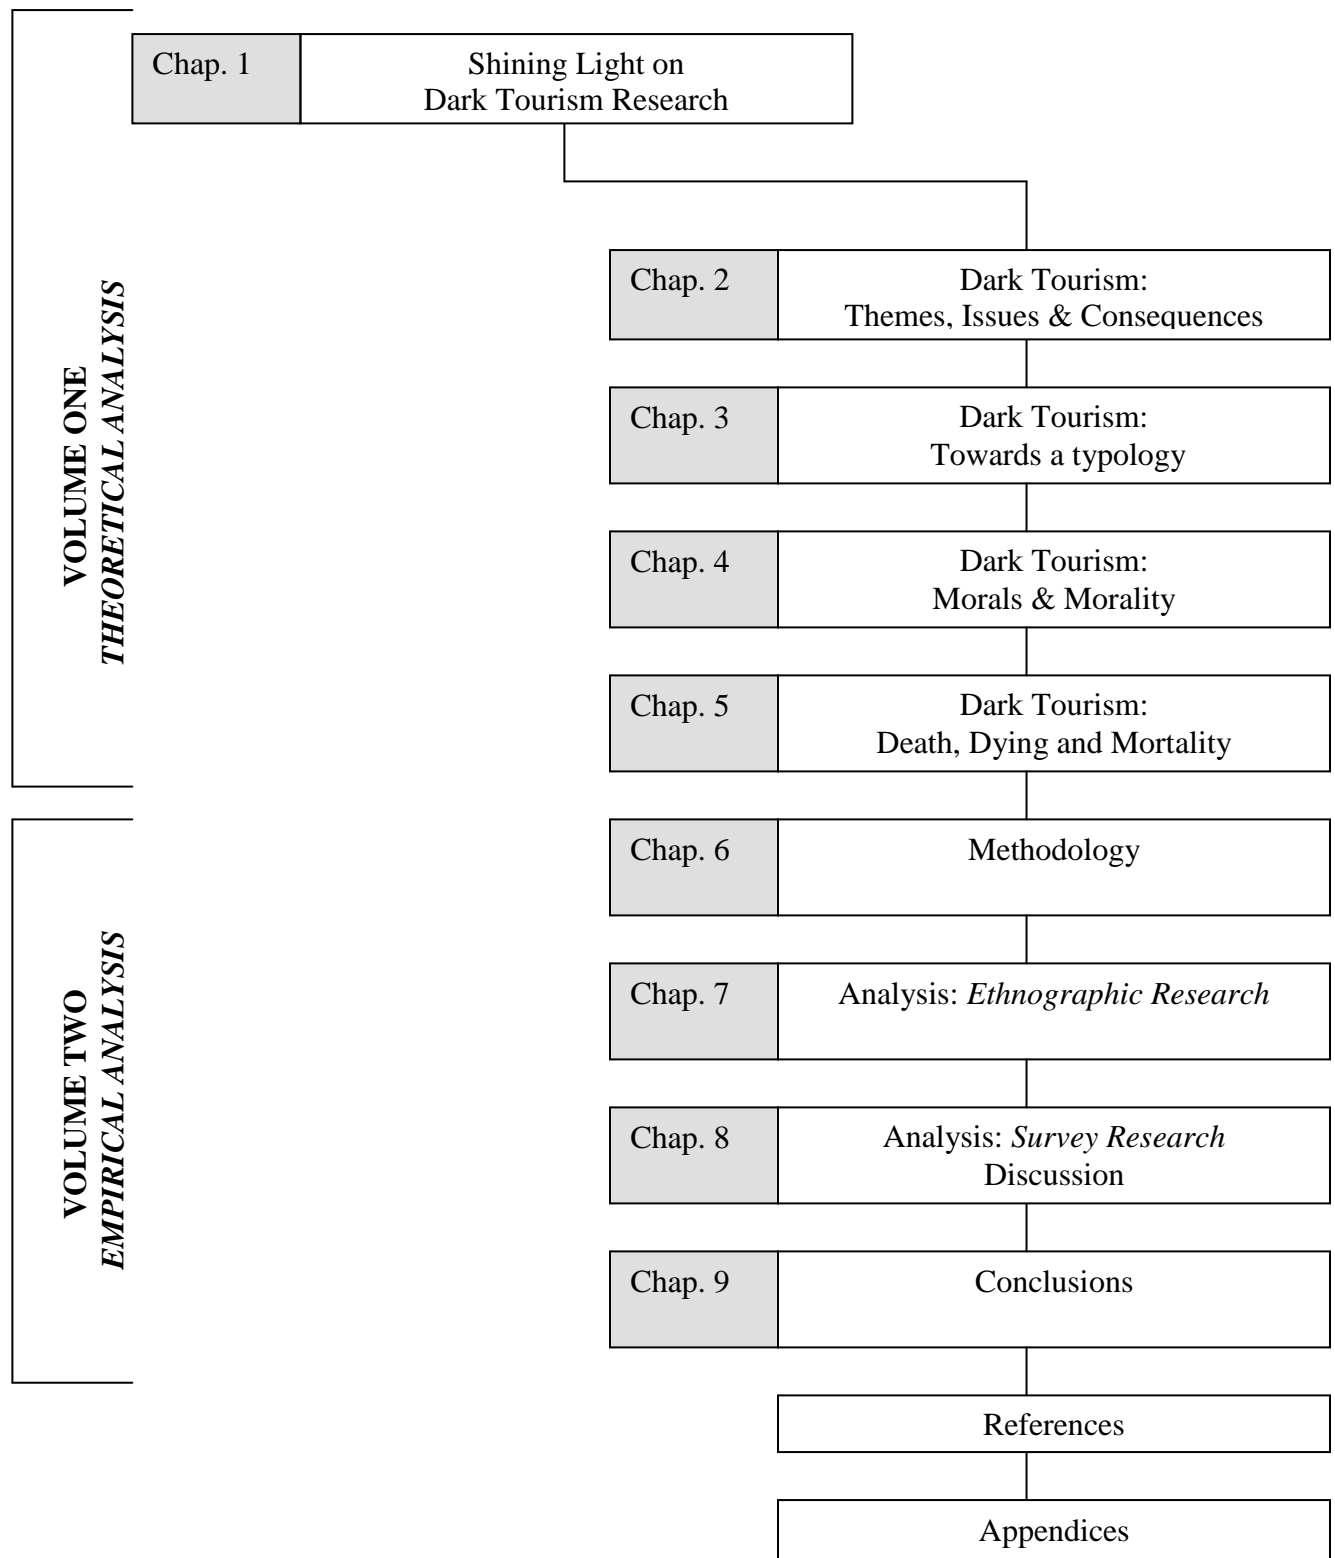 Chap. 1
Shining Light on
Dark Tourism Research
VOLUME ONE
THEORETICAL ANALYSIS
Chap. 2
Dark Tourism:
Themes, Issues & Consequences
Chap. 3
Dark Tourism:
Towards a typology
Chap. 4
Dark Tourism:
Morals & Morality
Chap. 5
Dark Tourism:
Death, Dying and Mortality
VOLUME TWO
EMPIRICAL ANALYSIS
Chap. 6
Methodology
Chap. 7
Analysis: Ethnographic Research
Chap. 8
Analysis: Survey Research
Discussion
Chap. 9
Conclusions
References
Appendices